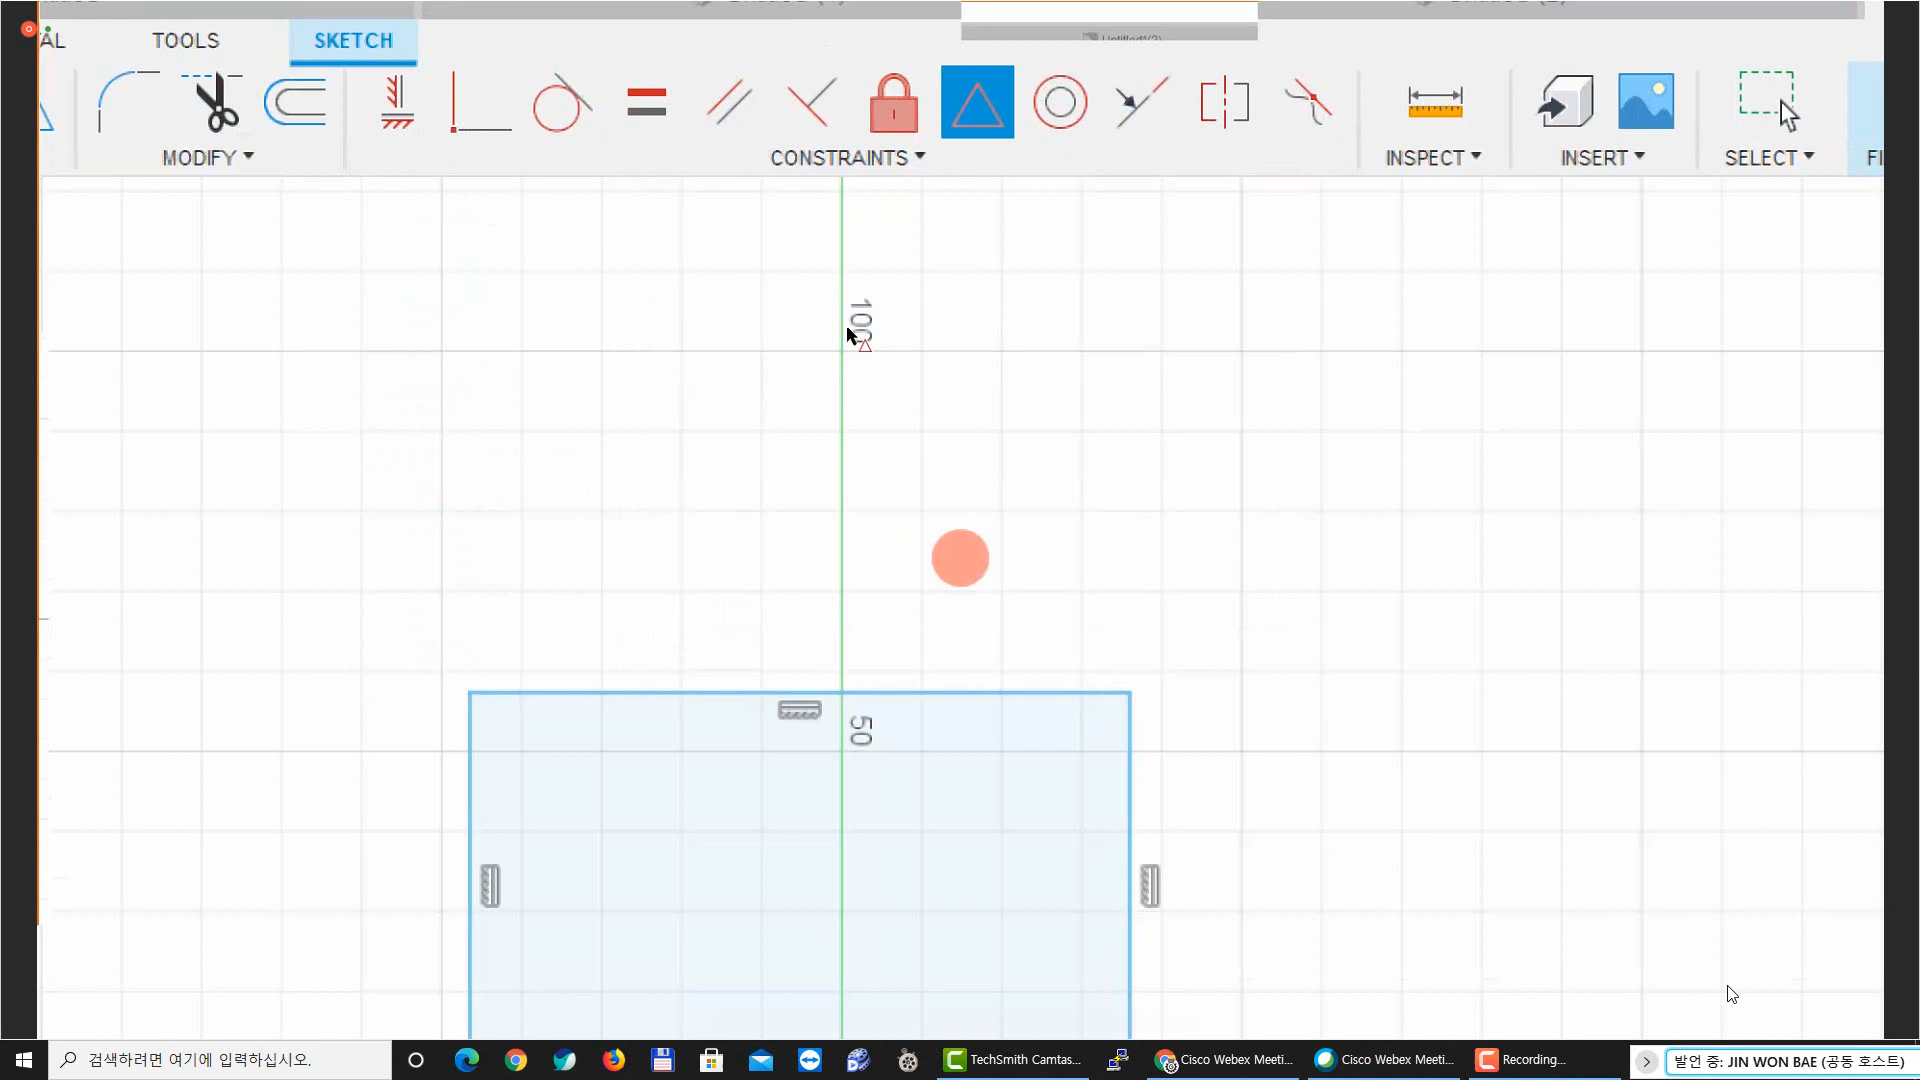 AL
TOOLS
SKETCH
MODIFY
CONSTRAINTS
INSPECT
INSERT
SELECT
FI
100
50
검색하려면 여기에 입력하십시오.
TechSmith Camtas...
Cisco Webex Meeti...
Cisco Webex Meeti...
Recording...
발언 중: JIN WON BAE (공동 호스트)